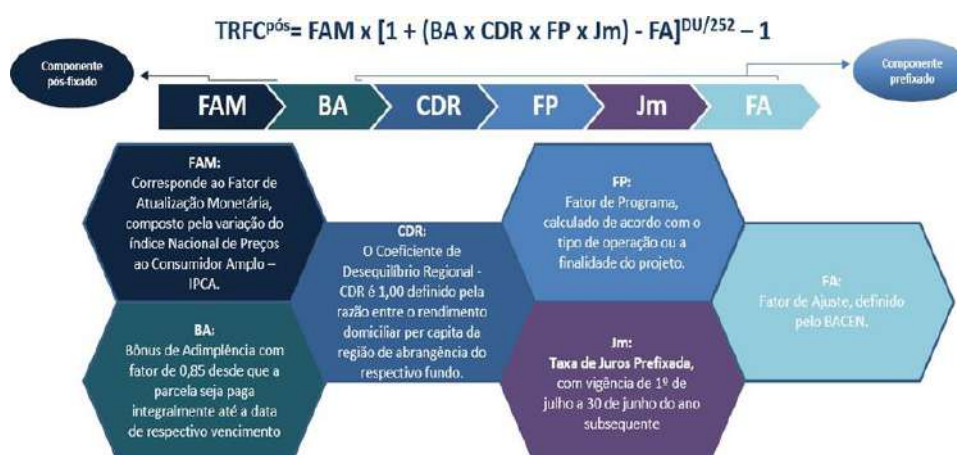 TRFCpós= FAM x [1 + (BA x CDR x FP x Jm) - FA]DU/252 – 1
Componente
pós-fixado
Componente
prefixado
FAM
BA
CDR
FP
Jm
FA
FAM:
Corresponde ao Fator de
Atualização Monetária,
composto pela variação do
índice Nacional de Preços
ao Consumidor Amplo –
IPCA.
BA:
Bônus de Adimplência com
fator de 0,85 desde que a
parcela seja paga
integralmente até a data
de respectivo vencimento
CDR:
O Coeficiente de
Desequilíbrio Regional -
CDR é 1,00 definido pela
razão entre o rendimento
domiciliar per capita da
região de abrangência do
respectivo fundo.
FP:
Fator de Programa,
calculado de acordo com o
tipo de operação ou a
finalidade do projeto.
Jm:
Taxa de Juros Prefixada,
com vigência de 1º de
julho a 30 de junho do ano
subsequente
FA:
Fator de Ajuste, definido
pelo BACEN.